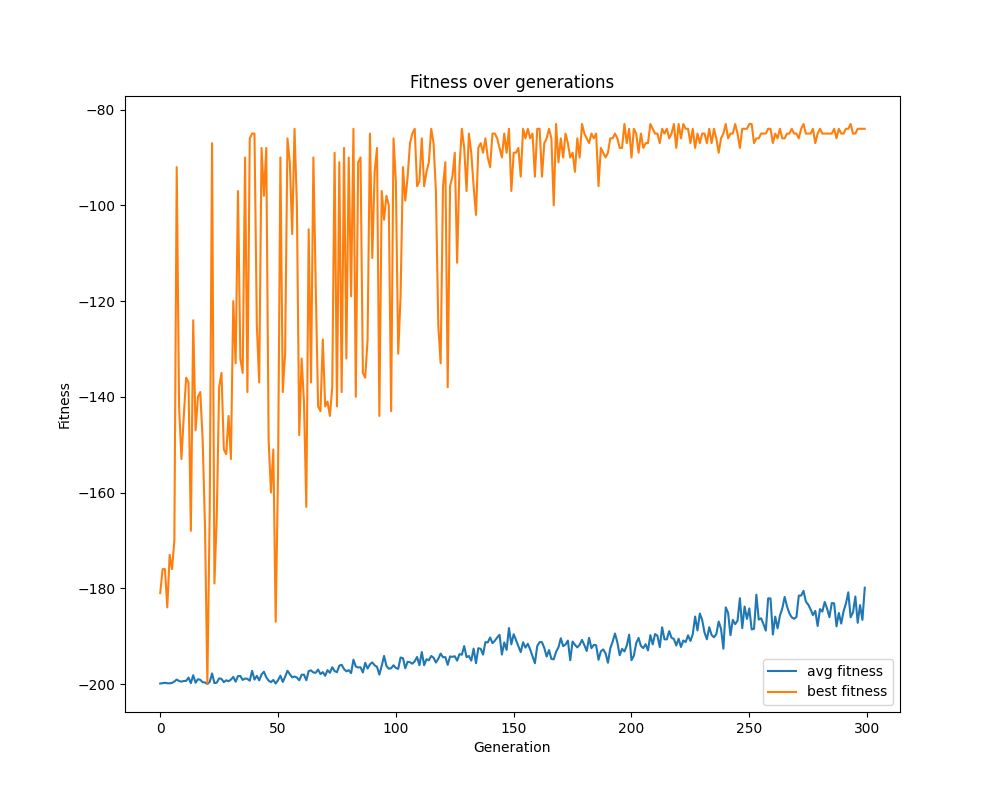 Fitness over generations
−80
−100
−120
−140
−160
−180
−200
Fitness
0 50 100 150 200 250 300
Generation
avg fitness
best fitness